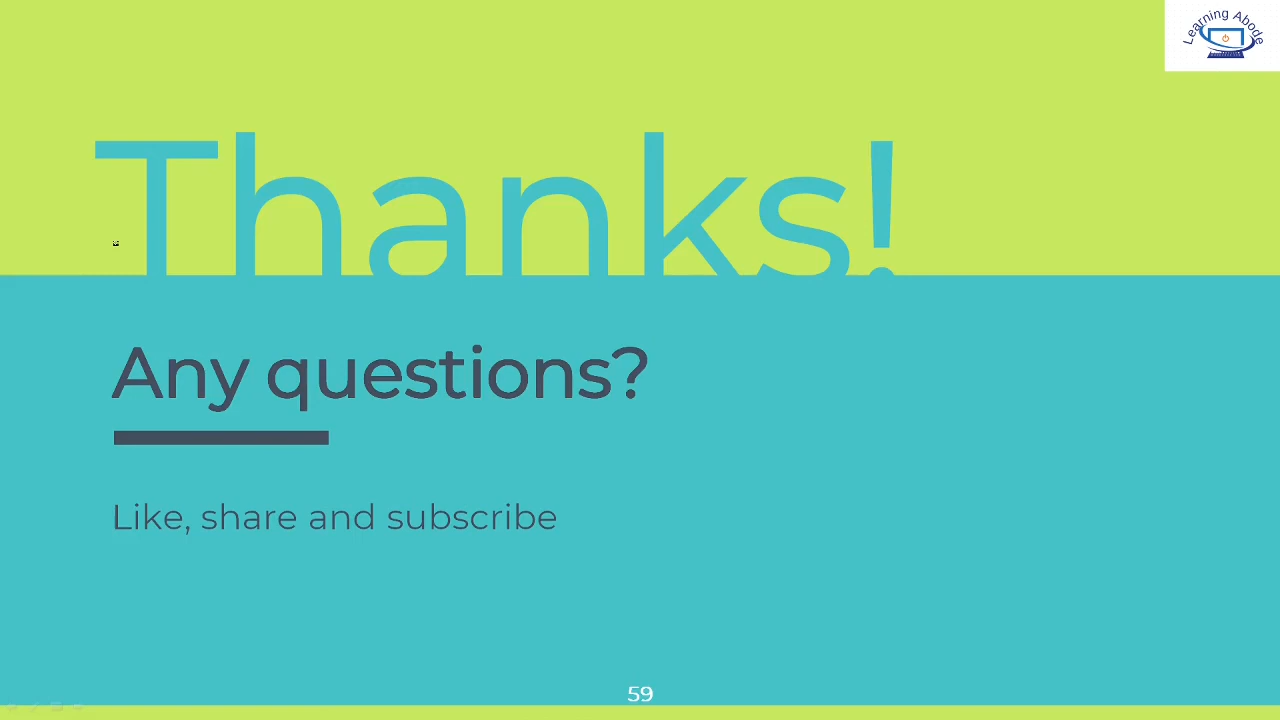 Learning Abode
Thanks!
Any questions?
Like, share and subscribe
59